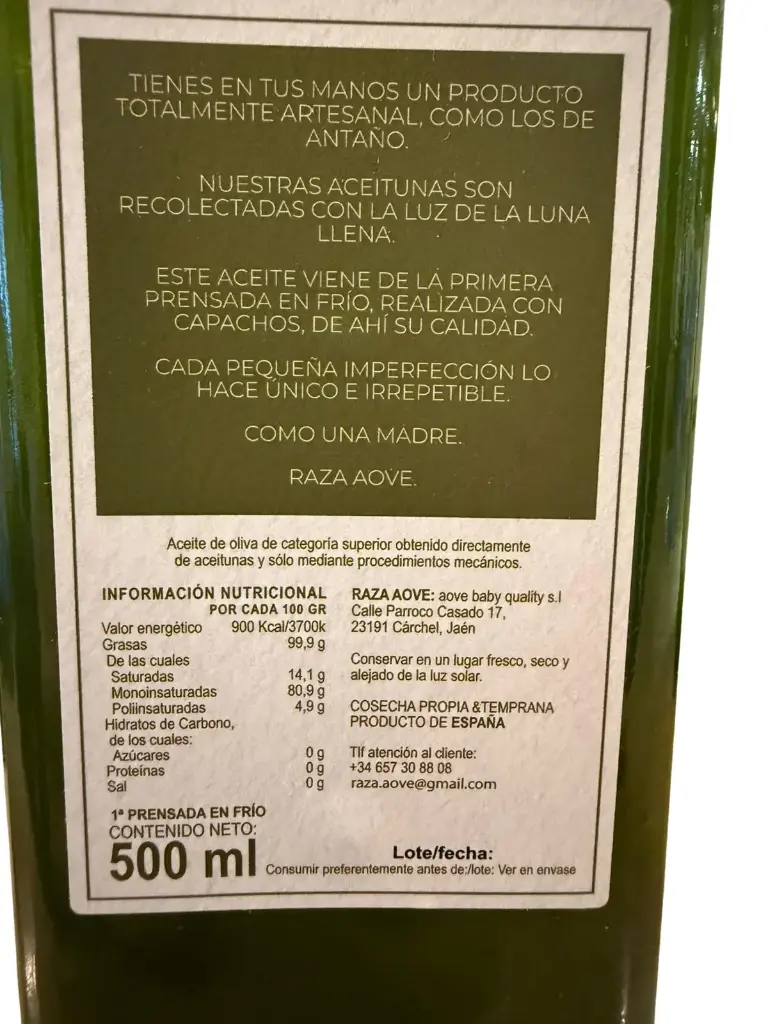 TIENES EN TUS MANOS UN PRODUCTO
TOTALMENTE ARTESANAL, COMO LOS DE
ANTAÑO.
NUESTRAS ACEITUNAS SON
RECOLECTADAS CON LA LUZ DE LA LUNA
LLENA.
ESTE ACEITE VIENE DE LA PRIMERA
PRENSADA EN FRÍO, REALIZADA CON
CAPACHOS, DE AHÍ SU CALIDAD.
CADA PEQUEÑA IMPERFECCIÓN LO
HACE ÚNICO E IRREPETIBLE.
COMO UNA MADRE.
RAZA AOVE.
Aceite de oliva de categoría superior obtenido directamente
de aceitunas y sólo mediante procedimientos mecánicos.
INFORMACIÓN NUTRICIONAL
POR CADA 100 GR
Valor energético 900 Kcal/3700k
Grasas 99,9 g
De las cuales
Saturadas 14,1 g
Monoinsaturadas 80,9 g
Poliinsaturadas 4,9 g
Hidratos de Carbono,
de los cuales:
Azúcares 0 g
Proteínas 0 g
Sal 0 g
1ª PRENSADA EN FRÍO
CONTENIDO NETO:
500 ml
RAZA AOVE: aove baby quality s.l
Calle Parroco Casado 17,
23191 Cárchel, Jaén
Conservar en un lugar fresco, seco y
alejado de la luz solar.
COSECHA PROPIA &TEMPRANA
PRODUCTO DE ESPAÑA
Tlf atención al cliente:
+34 657 30 88 08
raza.aove@gmail.com
Lote/fecha:
Consumir preferentemente antes de:/lote: Ver en envase